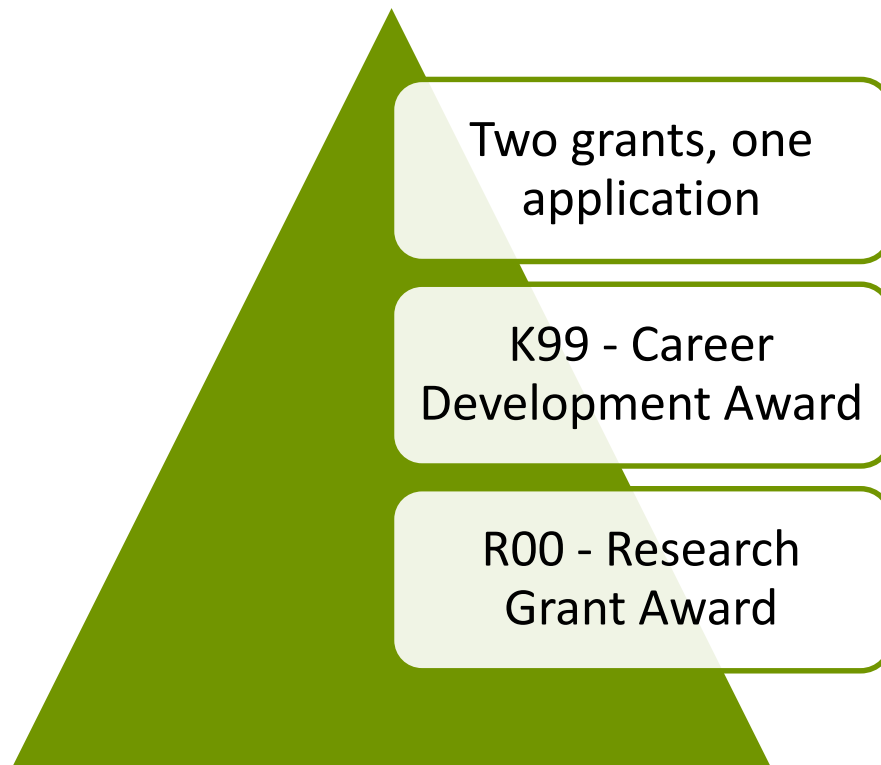 Two grants, one
application
K99 - Career
Development Award
R00 - Research
Grant Award